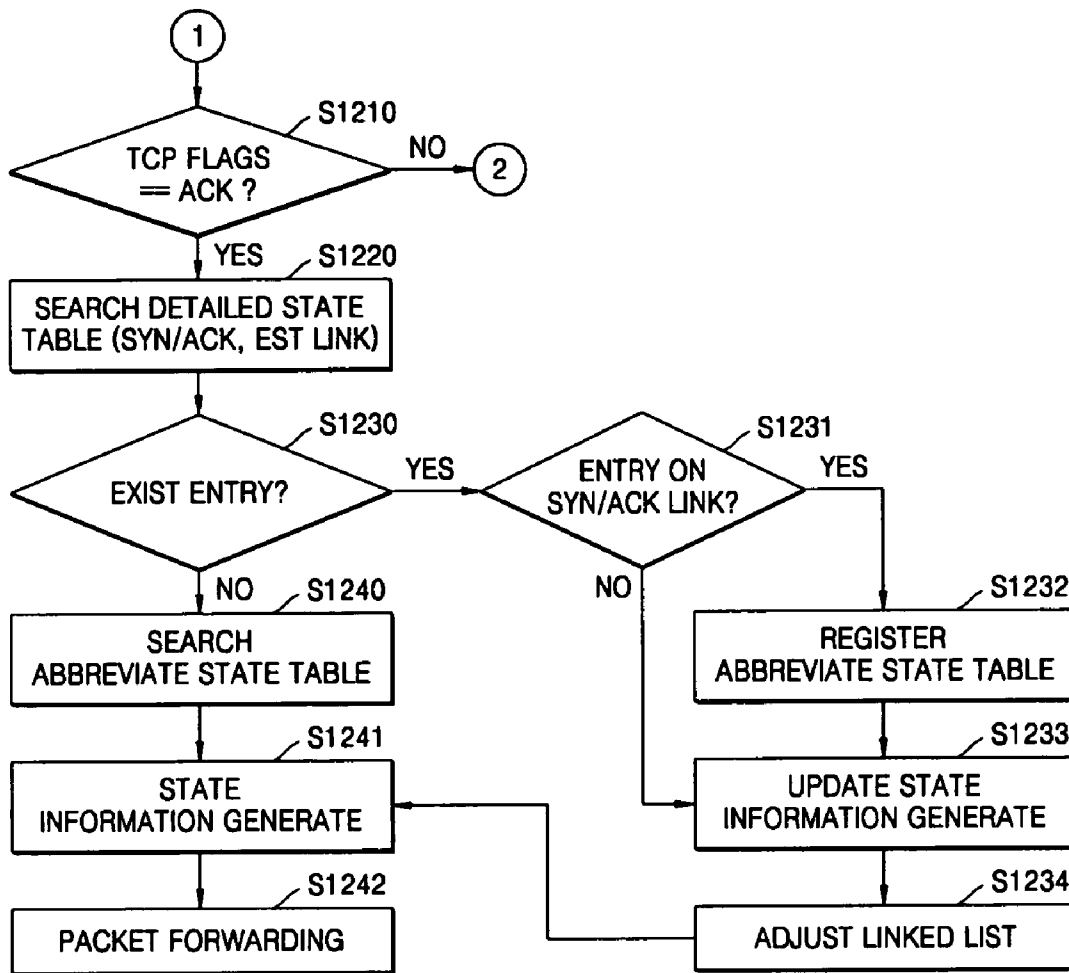 1
S1210
TCP FLAGS
== ACK ?
NO
2
YES
S1220
SEARCH DETAILED STATE
TABLE (SYN/ACK, EST LINK)
S1230
EXIST ENTRY?
YES
S1231
ENTRY ON
SYN/ACK LINK?
YES
NO
NO
S1240
SEARCH
ABBREVIATE STATE TABLE
S1232
REGISTER
ABBREVIATE STATE TABLE
S1241
STATE
INFORMATION GENERATE
S1233
UPDATE STATE
INFORMATION GENERATE
S1242
PACKET FORWARDING
S1234
ADJUST LINKED LIST